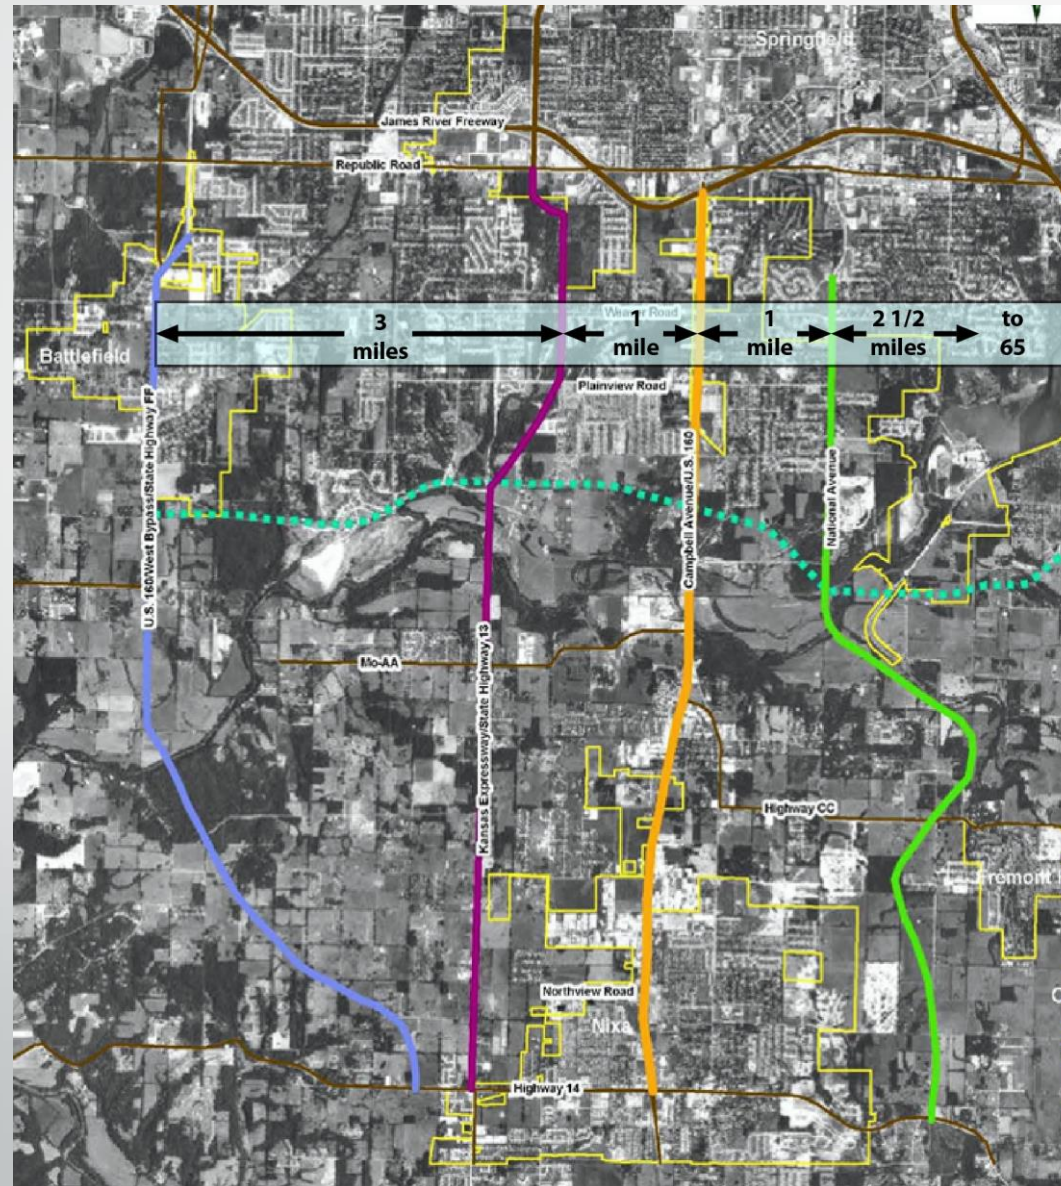 Springfield
James River Freeway
Republic Road
Weaver Road
3
miles
1
mile
1
mile
2 1/2
miles
to
65
Battlefield
Plainview Road
U.S. 160/West Bypass/State Highway FF
Campbell Avenue/U.S. 160
National Avenue
Kansas Expressway/State Highway 13
Mo-AA
Highway CC
Fremont
Northview Road
Nixa
Highway 14